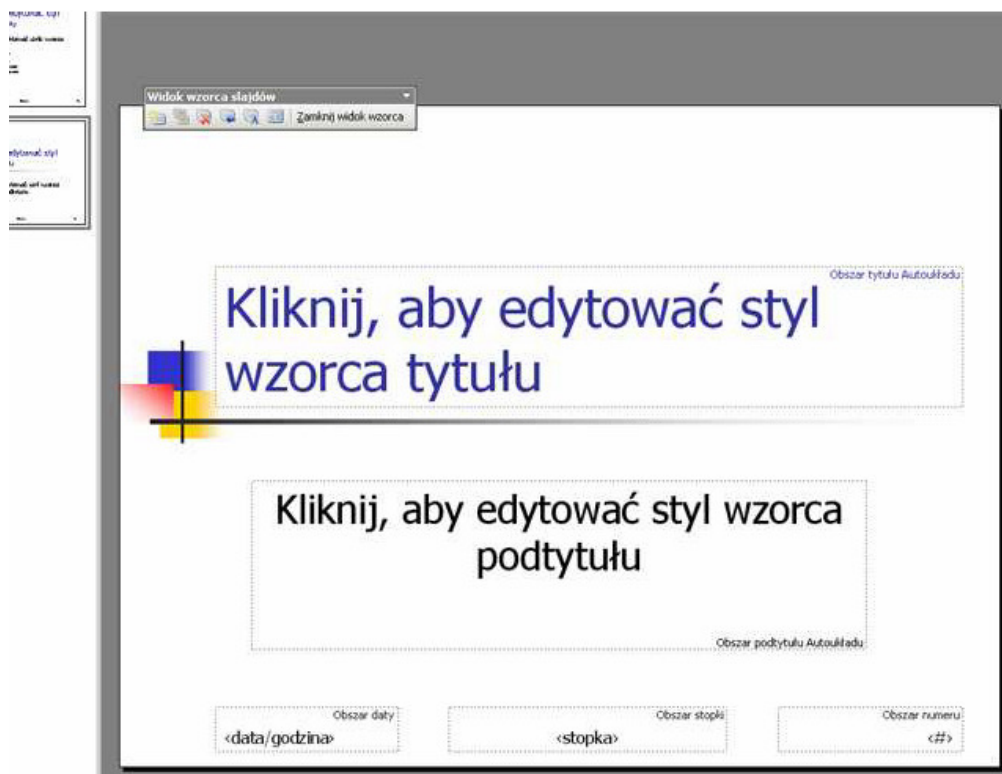 Widok wzorca slajdów
Zamknij widok wzorca
Obszar tytułu Autoukładu
Kliknij, aby edytować styl
wzorca tytułu
Kliknij, aby edytować styl wzorca
podtytułu
Obszar podtytułu Autoukładu
Obszar daty
Obszar stopki
Obszar numeru
‹data/godzina›
‹stopka›
‹#›